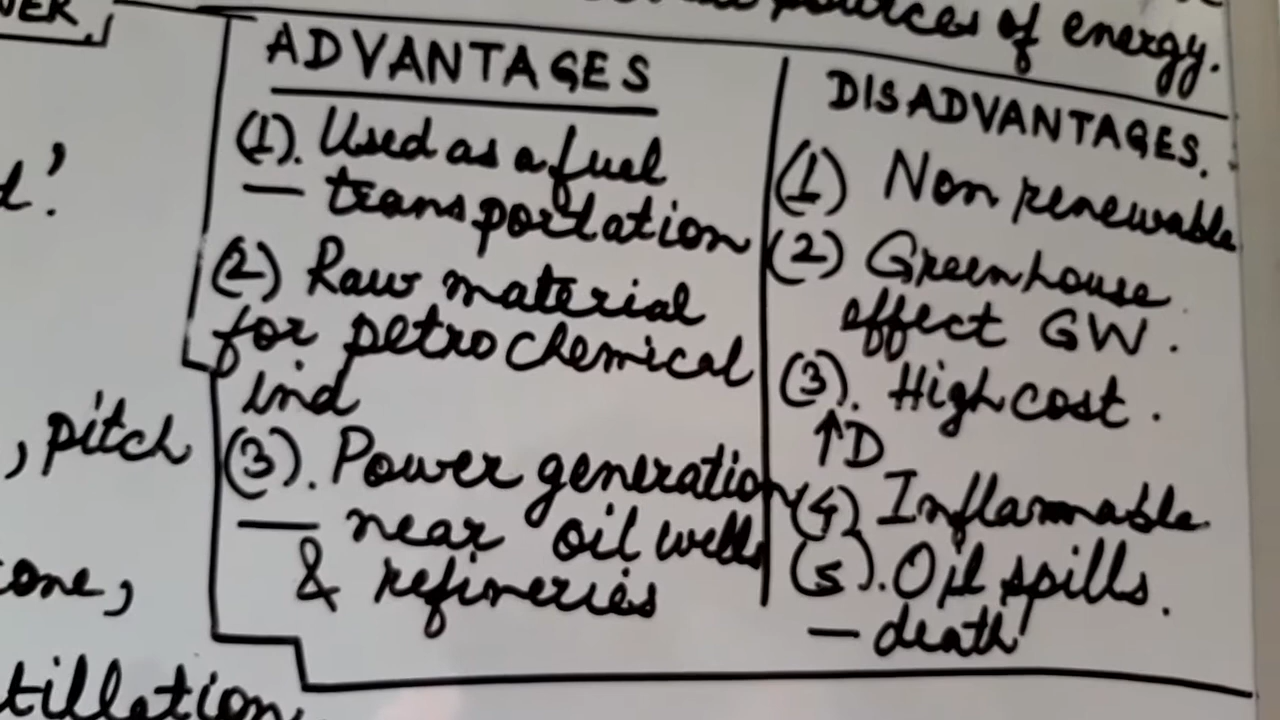 sources of energy.
ADVANTAGES
(1). Used as a fuel
— transportation
(2) Raw material
for petrochemical
ind
(3). Power generation
— near oil wells
& refineries
DISADVANTAGES.
(1) Non renewable
(2) Greenhouse
effect GW.
(3). High cost.
↑D
(4) Inflammable
(5). Oil spills.
— death
, pitch